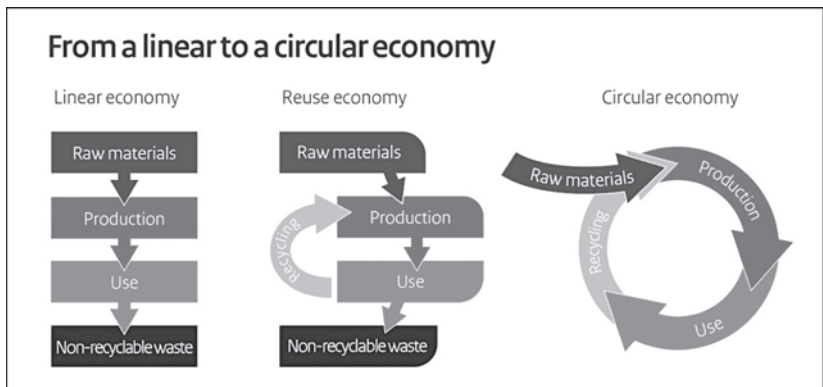 From a linear to a circular economy
Linear economy
Raw materials
Production
Use
Non-recyclable waste
Reuse economy
Raw materials
Production
Recycling
Use
Non-recyclable waste
Circular economy
Raw materials
Production
Recycling
Use